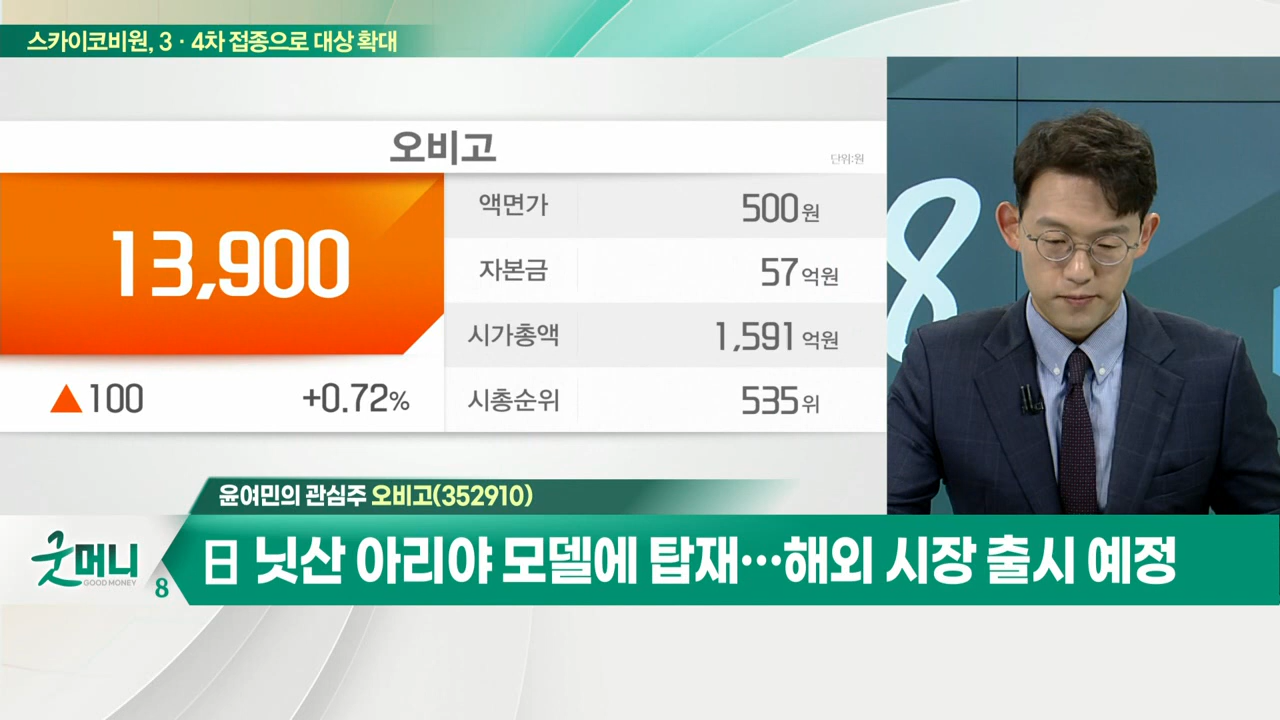 스카이코비원, 3·4차 접종으로 대상 확대
오비고
단위:원
13,900
▲100 +0.72%
액면가 500원
자본금 57억원
시가총액 1,591억원
시총순위 535위
8
윤여민의 관심주 오비고(352910)
굿머니
GOOD MONEY
8
日 닛산 아리야 모델에 탑재…해외 시장 출시 예정